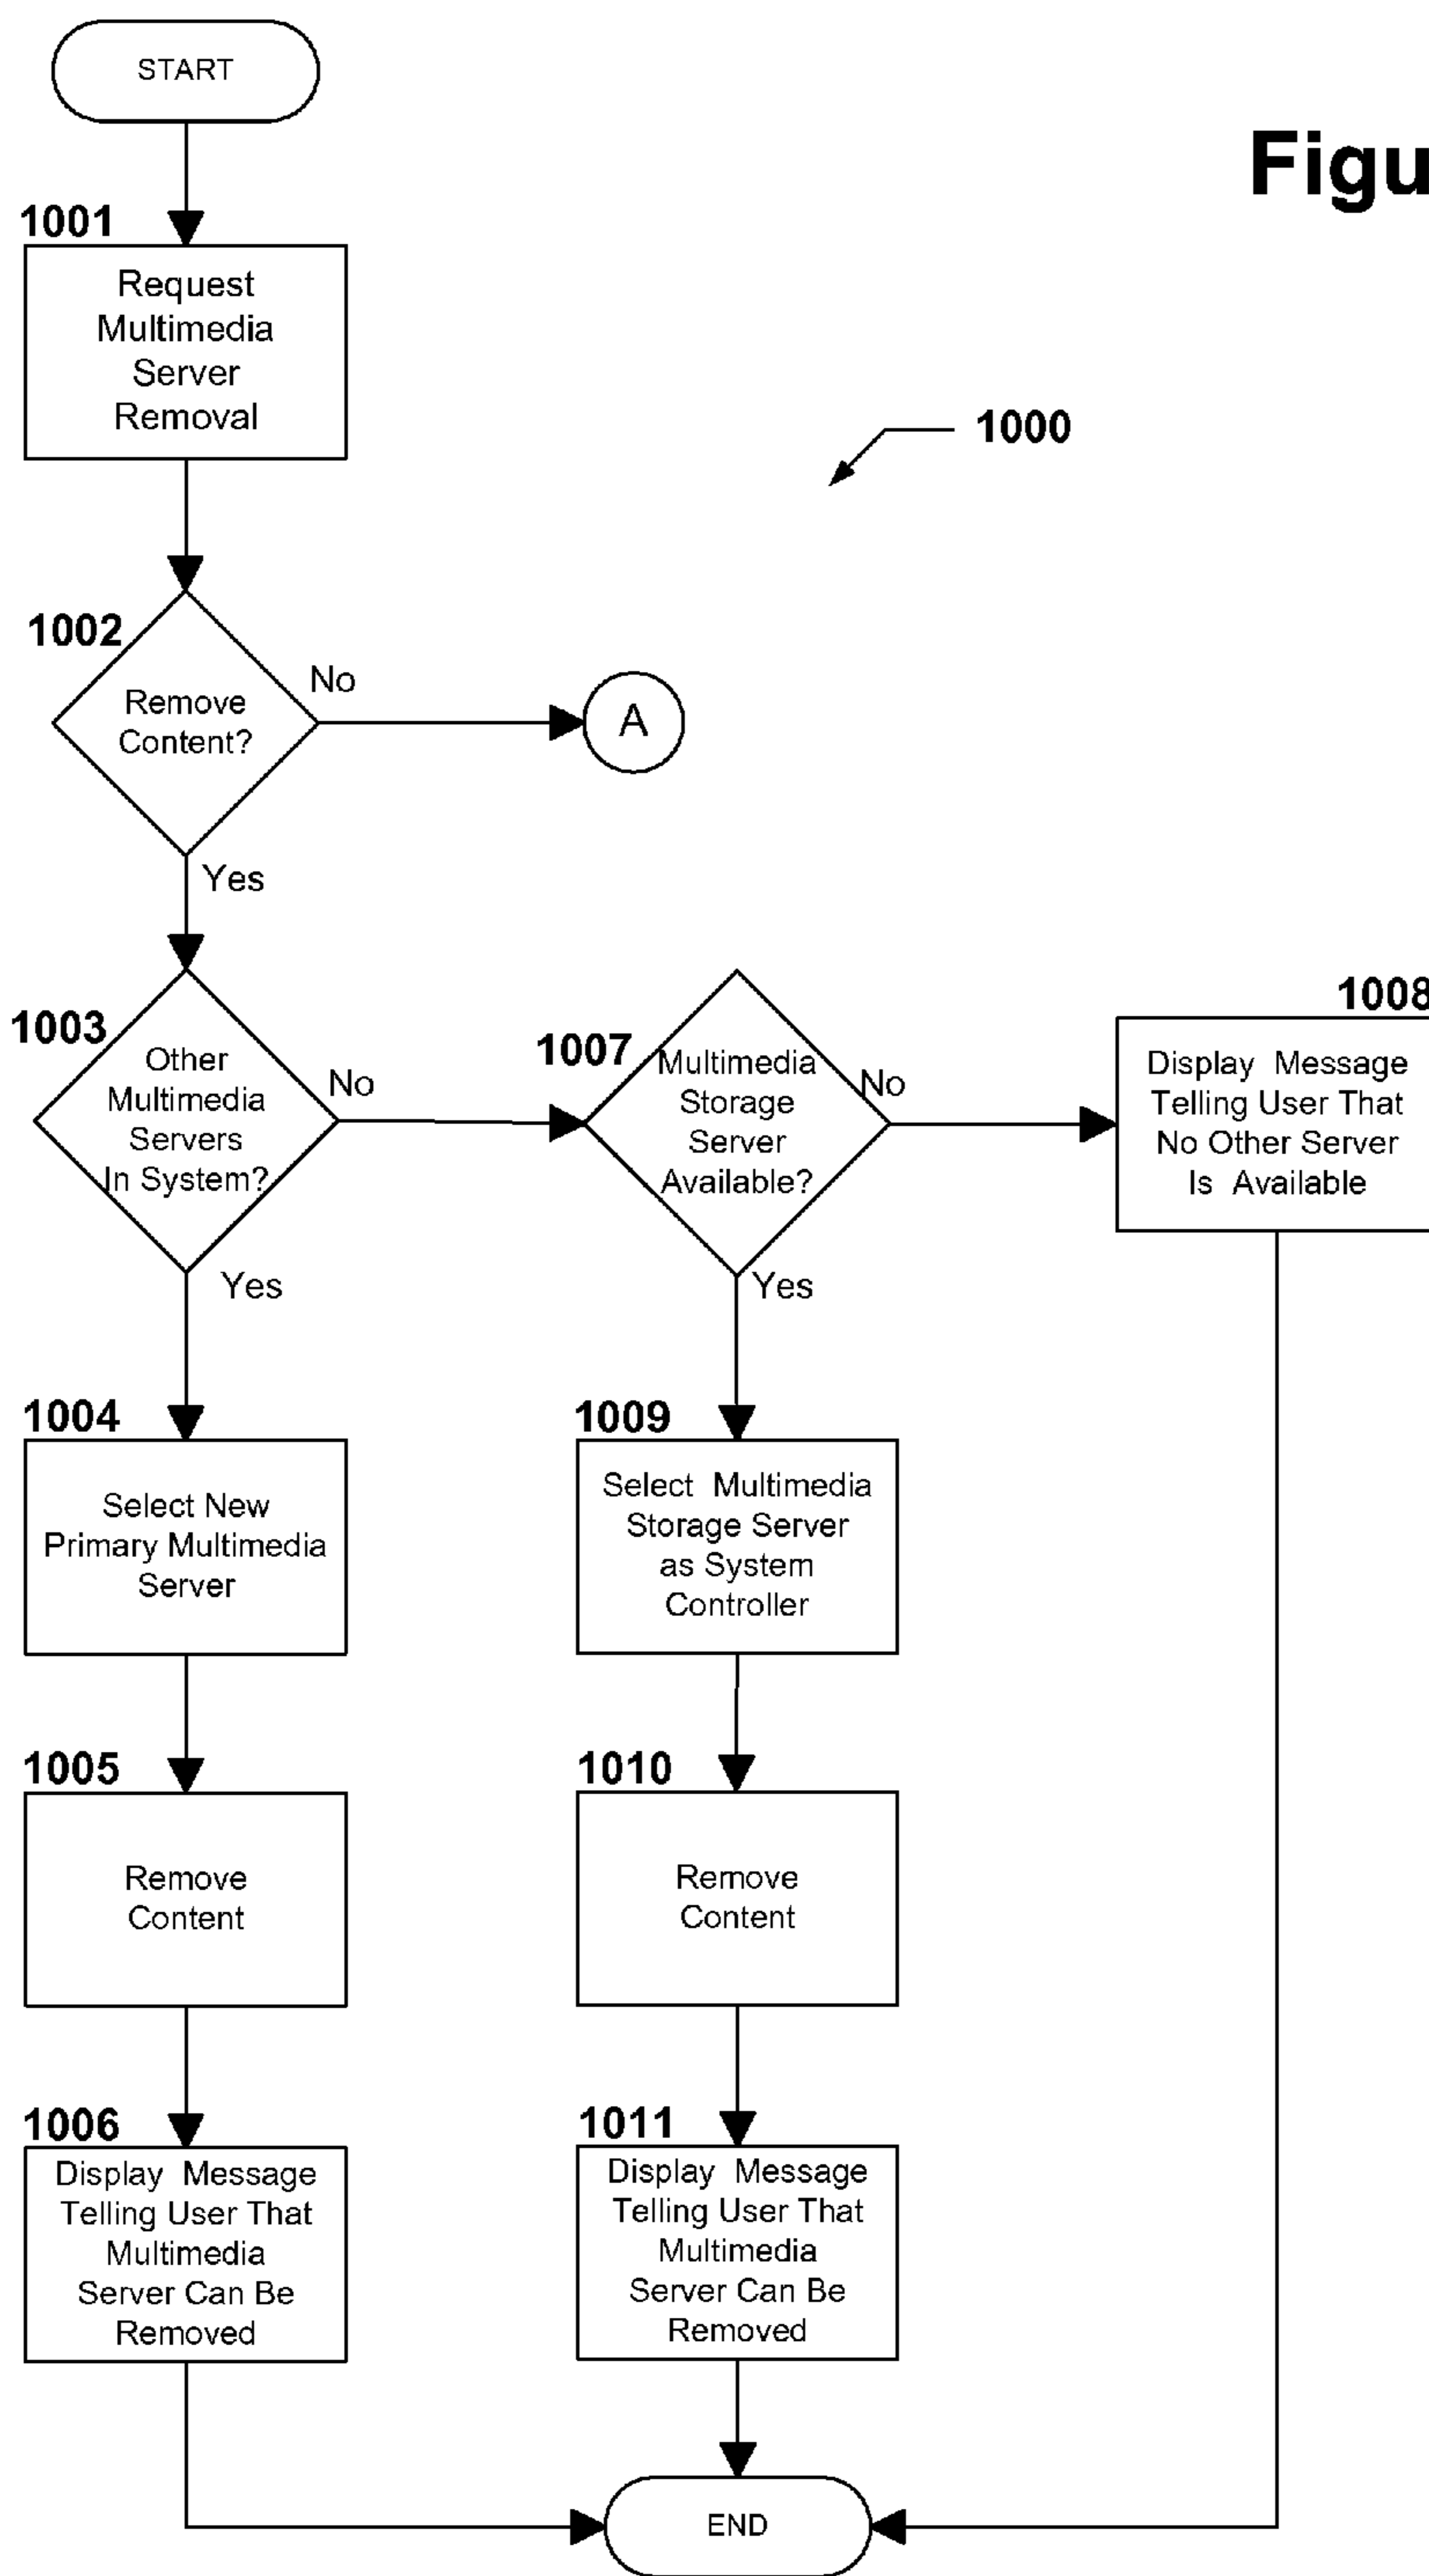 START
Figu
1001
Request
Multimedia
Server
Removal
1000
1002
Remove
Content?
No
A
Yes
1003
Other
Multimedia
Servers
In System?
No
1007
Multimedia
Storage
Server
Available?
No
1008
Display Message
Telling User That
No Other Server
Is Available
Yes
Yes
1004
Select New
Primary Multimedia
Server
1009
Select Multimedia
Storage Server
as System
Controller
1005
Remove
Content
1010
Remove
Content
1006
Display Message
Telling User That
Multimedia
Server Can Be
Removed
1011
Display Message
Telling User That
Multimedia
Server Can Be
Removed
END